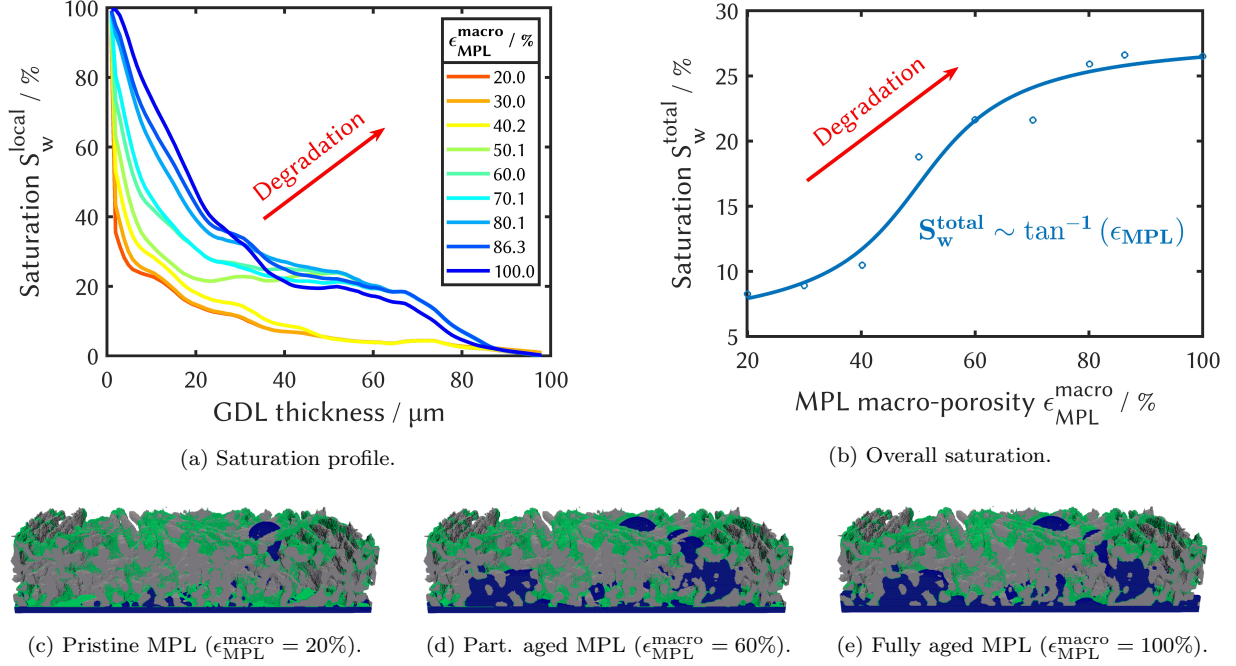 100
80
60
40
20
0
Saturation S_w^local / %
0 20 40 60 80 100
GDL thickness / μm
Degradation
ϵ_MPL^macro / %
20.0
30.0
40.2
50.1
60.0
70.1
80.1
86.3
100.0
(a) Saturation profile.
30
25
20
15
10
5
Saturation S_w^total / %
20 40 60 80 100
MPL macro-porosity ϵ_MPL^macro / %
Degradation
S_w^total ∼ tan⁻¹ (ϵ_MPL)
(b) Overall saturation.
(c) Pristine MPL (ϵ_MPL^macro = 20%).
(d) Part. aged MPL (ϵ_MPL^macro = 60%).
(e) Fully aged MPL (ϵ_MPL^macro = 100%).